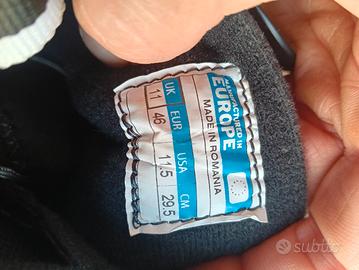 MANUFACTURED IN
EUROPE
MADE IN ROMANIA
UK EUR USA CM
11 46 11,5 29.5
subito